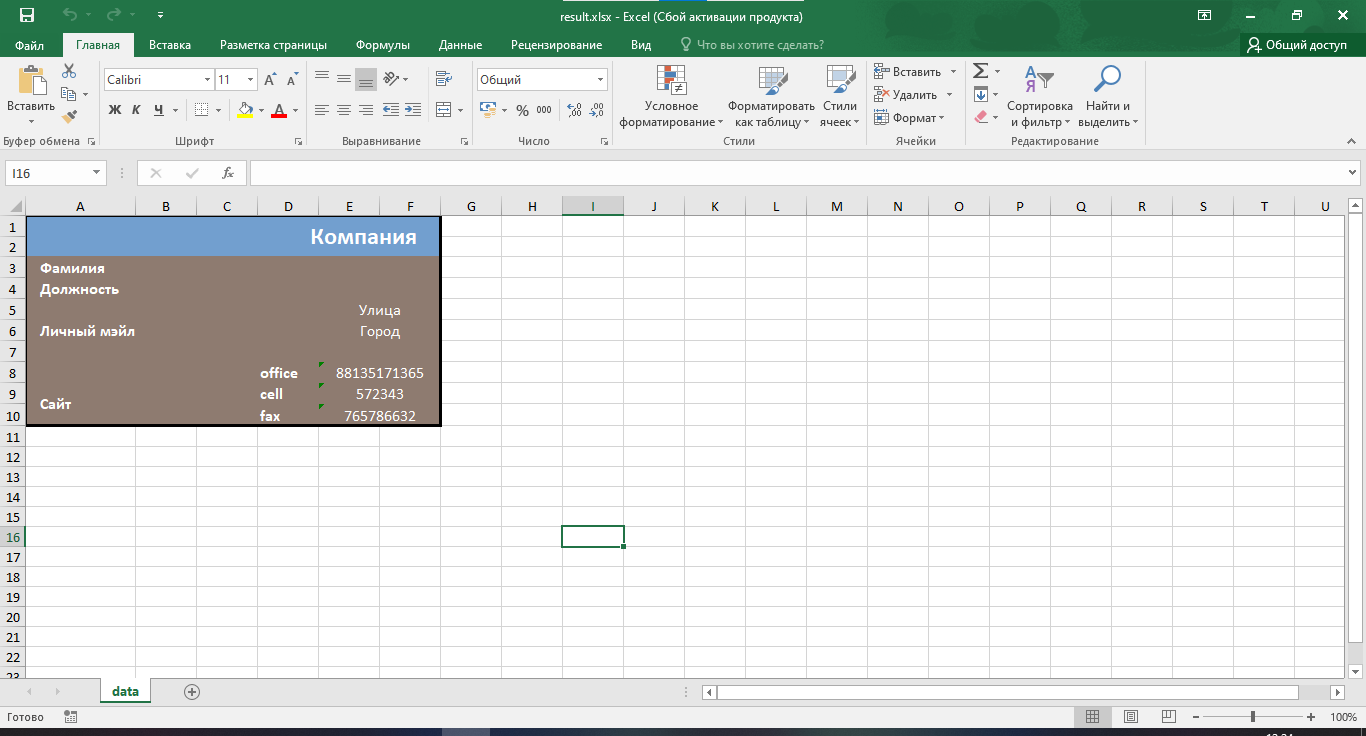 result.xlsx - Excel (Сбой активации продукта)
Файл Главная Вставка Разметка страницы Формулы Данные Рецензирование Вид Что вы хотите сделать? Общий доступ
Вставить
Буфер обмена
Calibri 11
Ж К Ч А
Шрифт
Выравнивание
Общий
% 000
Число
Условное форматирование
Форматировать как таблицу
Стили ячеек
Стили
Вставить
Удалить
Формат
Ячейки
Сортировка и фильтр
Найти и выделить
Редактирование
I16 fx
A B C D E F G H I J K L M N O P Q R S T U
1
2 Компания
3 Фамилия
4 Должность
5 Улица
6 Личный мэйл Город
7
8 office 88135171365
9 cell 572343
Сайт
10 fax 765786632
11
12
13
14
15
16
17
18
19
20
21
22
23
data
Готово 100%